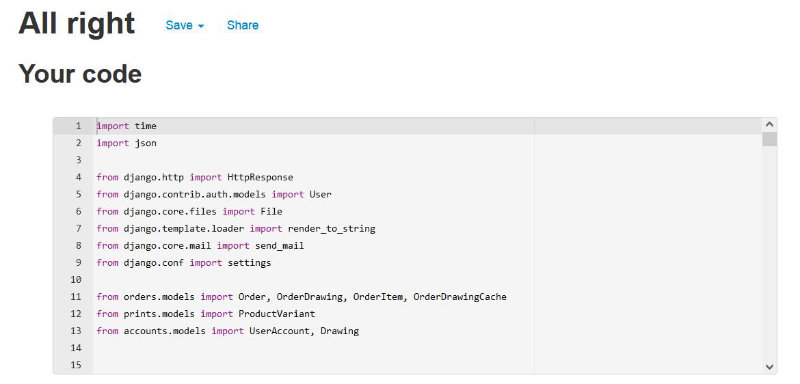 All right Save Share
Your code
1 import time
2 import json
3
4 from django.http import HttpResponse
5 from django.contrib.auth.models import User
6 from django.core.files import File
7 from django.template.loader import render_to_string
8 from django.core.mail import send_mail
9 from django.conf import settings
10
11 from orders.models import Order, OrderDrawing, OrderItem, OrderDrawingCache
12 from prints.models import ProductVariant
13 from accounts.models import UserAccount, Drawing
14
15